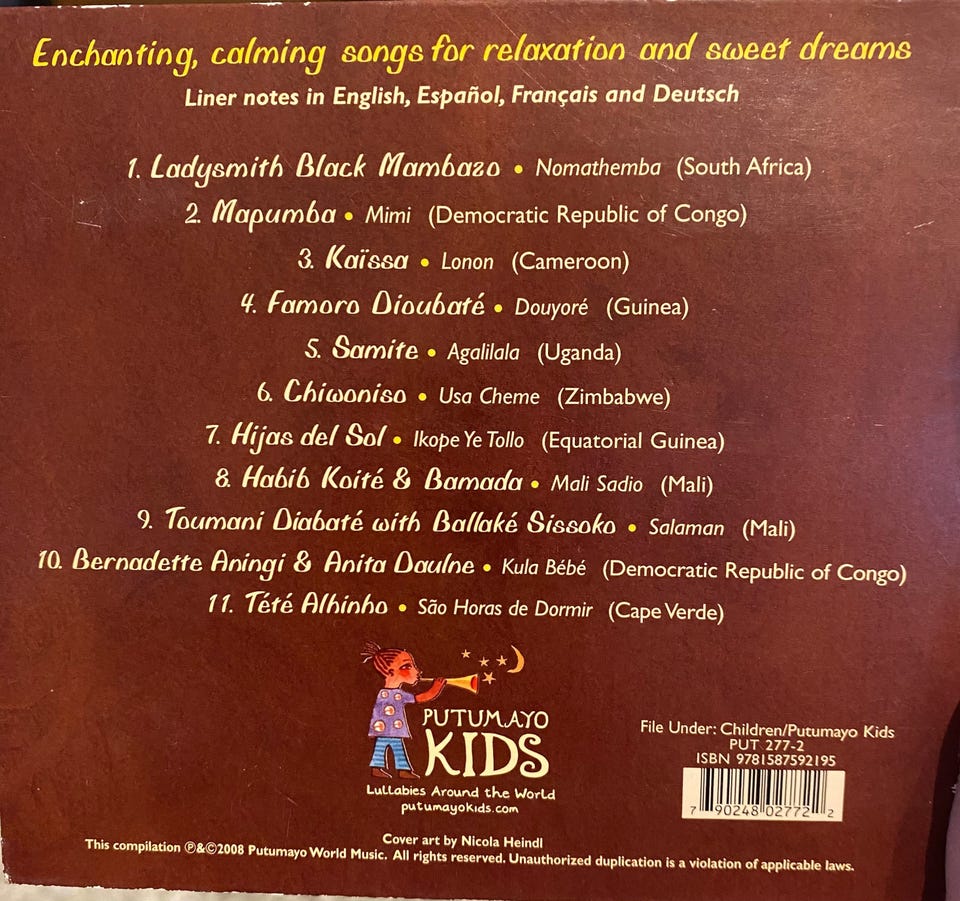 Enchanting, calming songs for relaxation and sweet dreams
Liner notes in English, Español, Français and Deutsch
1. Ladysmith Black Mambazo • Nomathemba (South Africa)
2. Mapumba • Mimi (Democratic Republic of Congo)
3. Kaïssa • Lonon (Cameroon)
4. Famoro Dioubaté • Douyoré (Guinea)
5. Samite • Agalilala (Uganda)
6. Chiwoniso • Usa Cheme (Zimbabwe)
7. Hijas del Sol • Ikope Ye Tollo (Equatorial Guinea)
8. Habib Koité & Bamada • Mali Sadio (Mali)
9. Toumani Diabaté with Ballaké Sissoko • Salaman (Mali)
10. Bernadette Aningi & Anita Daulne • Kula Bébé (Democratic Republic of Congo)
11. Tété Alhinho • São Horas de Dormir (Cape Verde)
PUTUMAYO
KIDS
Lullabies Around the World
putumayokids.com
File Under: Children/Putumayo Kids
PUT 277-2
ISBN 9781587592195
7 90248 02772 2
Cover art by Nicola Heindl
This compilation ℗&©2008 Putumayo World Music. All rights reserved. Unauthorized duplication is a violation of applicable laws.